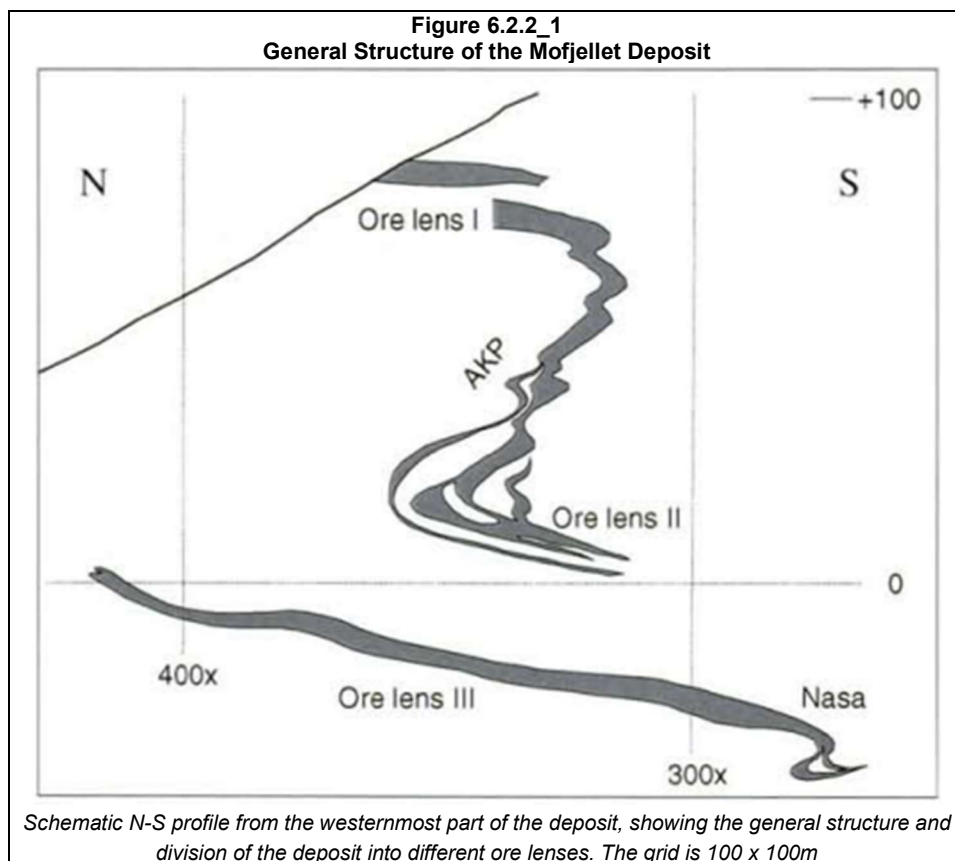 Figure 6.2.2_1
General Structure of the Mofjellet Deposit
+100
N
S
Ore lens I
AKP
Ore lens II
0
400x
Ore lens III
Nasa
300x
Schematic N-S profile from the westernmost part of the deposit, showing the general structure and
division of the deposit into different ore lenses. The grid is 100 x 100m